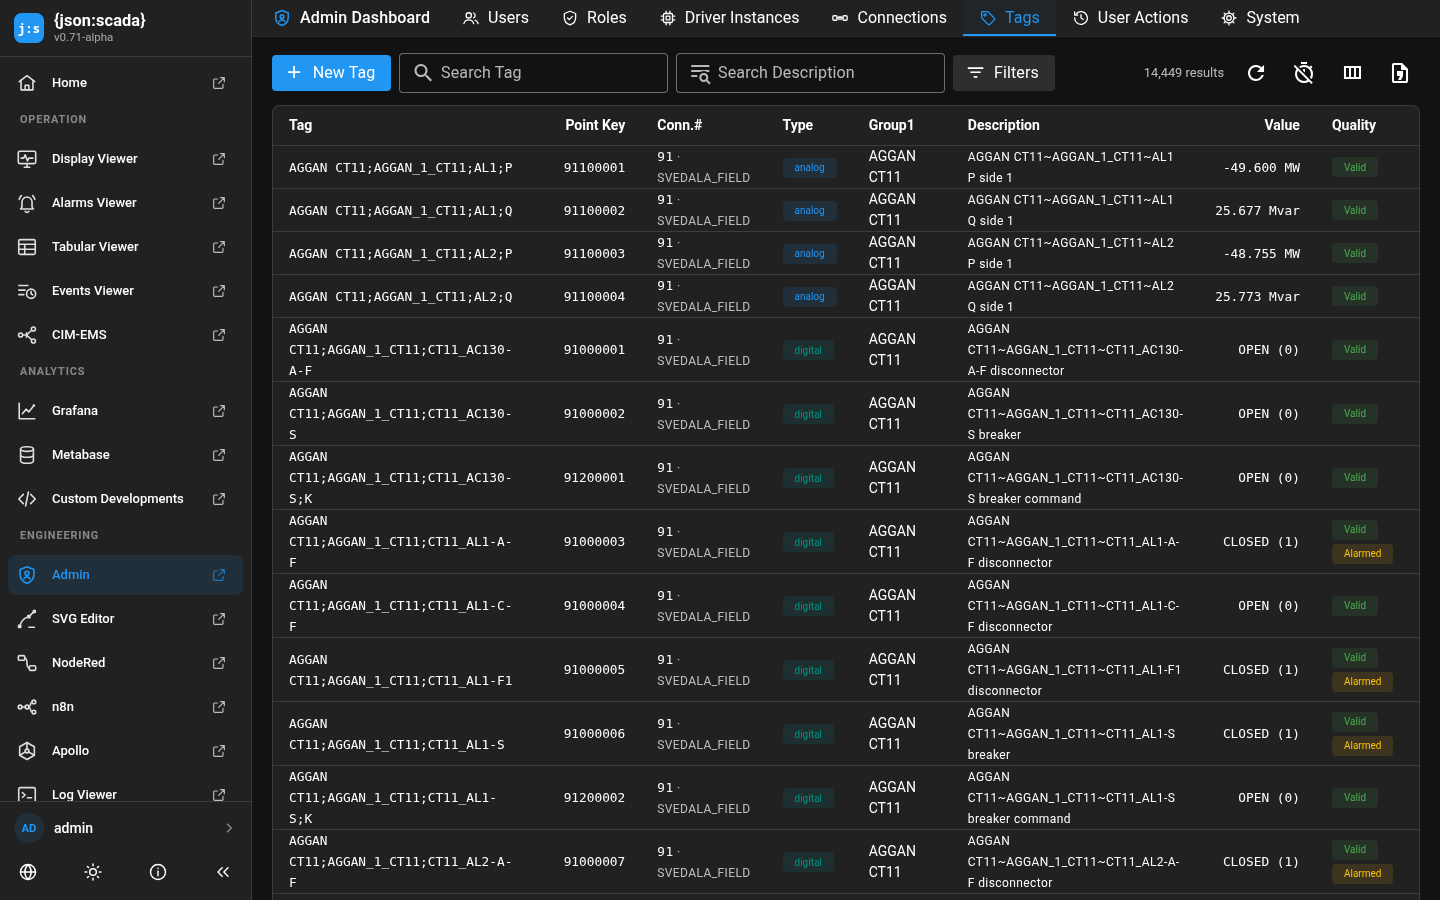 j:s
{json:scada}
v0.71-alpha
Home
OPERATION
Display Viewer
Alarms Viewer
Tabular Viewer
Events Viewer
CIM-EMS
ANALYTICS
Grafana
Metabase
Custom Developments
ENGINEERING
Admin
SVG Editor
NodeRed
n8n
Apollo
Log Viewer
AD admin
Admin Dashboard Users Roles Driver Instances Connections Tags User Actions System
New Tag Search Tag Search Description Filters 14,449 results
Tag Point Key Conn.# Type Group1 Description Value Quality
AGGAN CT11;AGGAN_1_CT11;AL1;P 91100001 91 · SVEDALA_FIELD analog AGGAN CT11 AGGAN CT11~AGGAN_1_CT11~AL1 P side 1 -49.600 MW Valid
AGGAN CT11;AGGAN_1_CT11;AL1;Q 91100002 91 · SVEDALA_FIELD analog AGGAN CT11 AGGAN CT11~AGGAN_1_CT11~AL1 Q side 1 25.677 Mvar Valid
AGGAN CT11;AGGAN_1_CT11;AL2;P 91100003 91 · SVEDALA_FIELD analog AGGAN CT11 AGGAN CT11~AGGAN_1_CT11~AL2 P side 1 -48.755 MW Valid
AGGAN CT11;AGGAN_1_CT11;AL2;Q 91100004 91 · SVEDALA_FIELD analog AGGAN CT11 AGGAN CT11~AGGAN_1_CT11~AL2 Q side 1 25.773 Mvar Valid
AGGAN CT11;AGGAN_1_CT11;CT11_AC130-A-F 91000001 91 · SVEDALA_FIELD digital AGGAN CT11 AGGAN CT11~AGGAN_1_CT11~CT11_AC130-A-F disconnector OPEN (0) Valid
AGGAN CT11;AGGAN_1_CT11;CT11_AC130-S 91000002 91 · SVEDALA_FIELD digital AGGAN CT11 AGGAN CT11~AGGAN_1_CT11~CT11_AC130-S breaker OPEN (0) Valid
AGGAN CT11;AGGAN_1_CT11;CT11_AC130-S;K 91200001 91 · SVEDALA_FIELD digital AGGAN CT11 AGGAN CT11~AGGAN_1_CT11~CT11_AC130-S breaker command OPEN (0) Valid
AGGAN CT11;AGGAN_1_CT11;CT11_AL1-A-F 91000003 91 · SVEDALA_FIELD digital AGGAN CT11 AGGAN CT11~AGGAN_1_CT11~CT11_AL1-A-F disconnector CLOSED (1) Valid Alarmed
AGGAN CT11;AGGAN_1_CT11;CT11_AL1-C-F 91000004 91 · SVEDALA_FIELD digital AGGAN CT11 AGGAN CT11~AGGAN_1_CT11~CT11_AL1-C-F disconnector OPEN (0) Valid
AGGAN CT11;AGGAN_1_CT11;CT11_AL1-F1 91000005 91 · SVEDALA_FIELD digital AGGAN CT11 AGGAN CT11~AGGAN_1_CT11~CT11_AL1-F1 disconnector CLOSED (1) Valid Alarmed
AGGAN CT11;AGGAN_1_CT11;CT11_AL1-S 91000006 91 · SVEDALA_FIELD digital AGGAN CT11 AGGAN CT11~AGGAN_1_CT11~CT11_AL1-S breaker CLOSED (1) Valid Alarmed
AGGAN CT11;AGGAN_1_CT11;CT11_AL1-S;K 91200002 91 · SVEDALA_FIELD digital AGGAN CT11 AGGAN CT11~AGGAN_1_CT11~CT11_AL1-S breaker command OPEN (0) Valid
AGGAN CT11;AGGAN_1_CT11;CT11_AL2-A-F 91000007 91 · SVEDALA_FIELD digital AGGAN CT11 AGGAN CT11~AGGAN_1_CT11~CT11_AL2-A-F disconnector CLOSED (1) Valid Alarmed